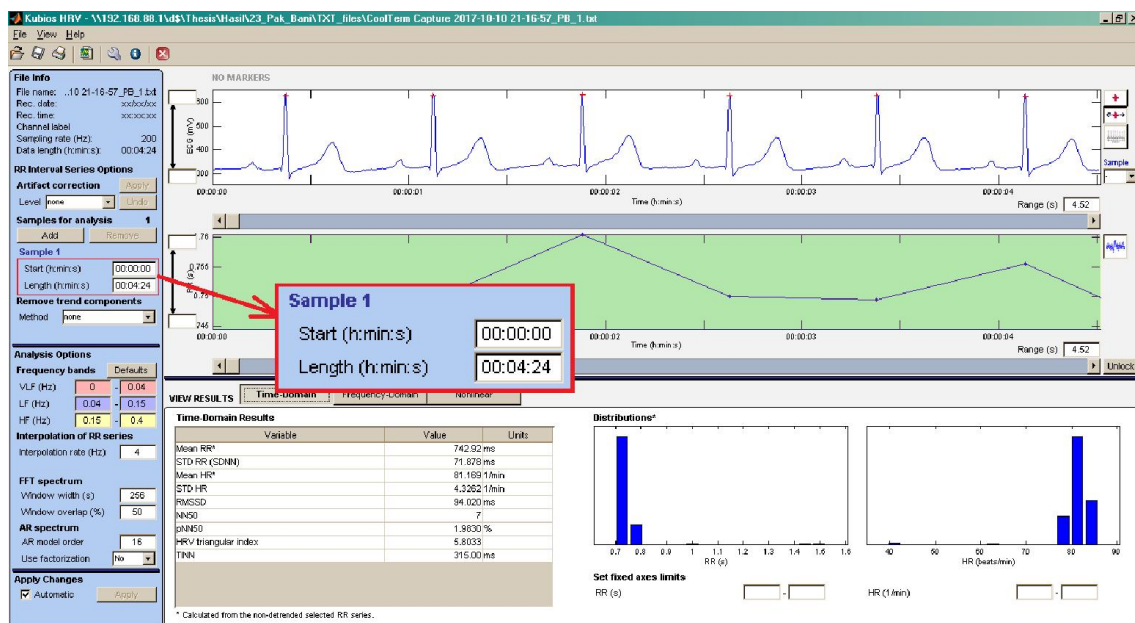 Kubios HRV - \\192.168.88.1\d$\Thesis\Hasil\23_Pak_Bani\TXT_files\CoolTerm Capture 2017-10-10 21-16-57_PB_1.txt
File View Help
File Info
File name: ..10 21-16-57_PB_1.txt
Rec. date: xx/xx/xx
Rec. time: xx:xx:xx
Channel label
Sampling rate (Hz): 200
Data length (h:min:s): 00:04:24
RR Interval Series Options
Artifact correction Apply
Level none Undo
Samples for analysis 1
Add Remove
Sample 1
Start (h:min:s) 00:00:00
Length (h:min:s) 00:04:24
Remove trend components
Method none
Analysis Options
Frequency bands Defaults
VLF (Hz) 0 - 0.04
LF (Hz) 0.04 - 0.15
HF (Hz) 0.15 - 0.4
Interpolation of RR series
Interpolation rate (Hz) 4
FFT spectrum
Window width (s) 256
Window overlap (%) 50
AR spectrum
AR model order 16
Use factorization No
Apply Changes
Automatic Apply
NO MARKERS
ECG (mV)
800
600
400
00:00:00 00:00:01 00:00:02 00:00:03 00:00:04
Time (h:min:s)
Range (s) 4.52
Sample
RR (s)
0.755
0.75
00:00:00 00:00:02 00:00:03 00:00:04
Time (h:min:s)
Range (s) 4.52
Unlock
Sample 1
Start (h:min:s) 00:00:00
Length (h:min:s) 00:04:24
VIEW RESULTS Time-Domain Frequency-Domain Nonlinear
Time-Domain Results
Variable Value Units
Mean RR* 742.92 ms
STD RR (SDNN) 71.878 ms
Mean HR* 81.169 1/min
STD HR 4.3262 1/min
RMSSD 94.020 ms
NN50 7
pNN50 1.9830 %
HRV triangular index 5.8033
TINN 315.00 ms
* Calculated from the non-detrended selected RR series.
Distributions*
0.7 0.8 0.9 1 1.1 1.2 1.3 1.4 1.5 1.6
RR (s)
40 50 60 70 80 90
HR (beats/min)
Set fixed axes limits
RR (s) -
HR (1/min) -